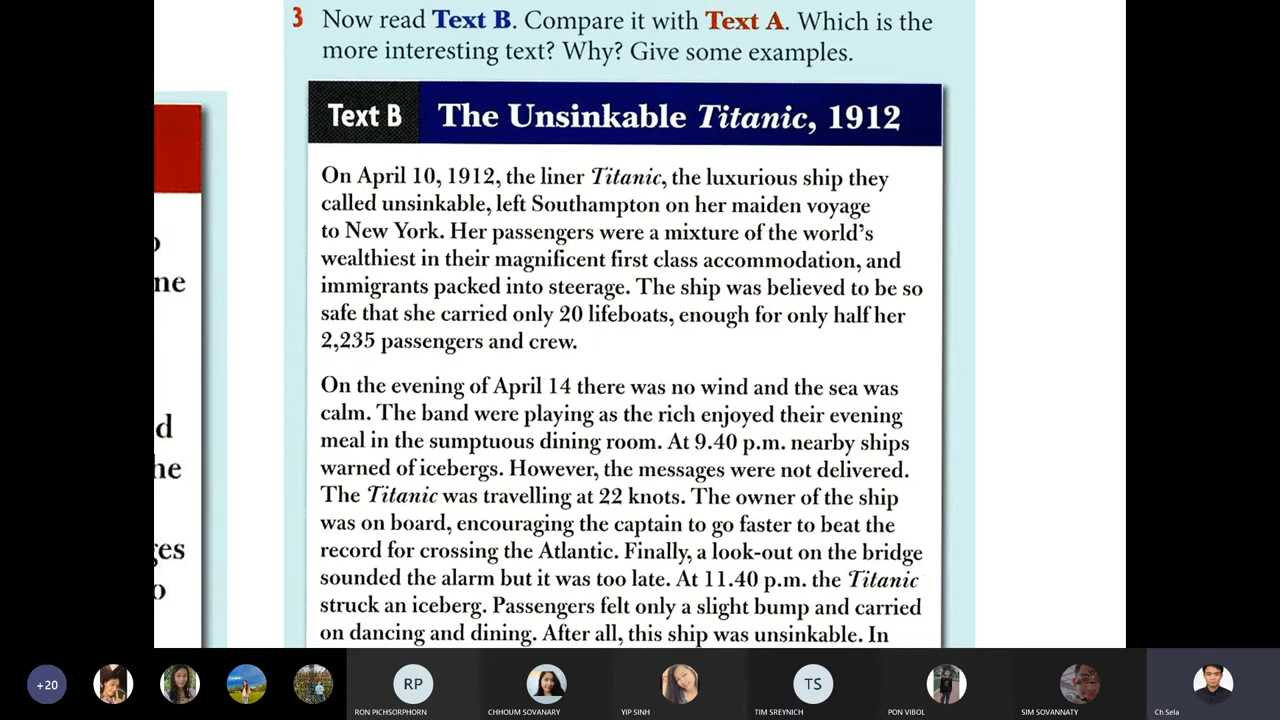 3 Now read Text B. Compare it with Text A. Which is the
more interesting text? Why? Give some examples.
Text B The Unsinkable Titanic, 1912
On April 10, 1912, the liner Titanic, the luxurious ship they
called unsinkable, left Southampton on her maiden voyage
to New York. Her passengers were a mixture of the world's
wealthiest in their magnificent first class accommodation, and
immigrants packed into steerage. The ship was believed to be so
safe that she carried only 20 lifeboats, enough for only half her
2,235 passengers and crew.
On the evening of April 14 there was no wind and the sea was
calm. The band were playing as the rich enjoyed their evening
meal in the sumptuous dining room. At 9.40 p.m. nearby ships
warned of icebergs. However, the messages were not delivered.
The Titanic was travelling at 22 knots. The owner of the ship
was on board, encouraging the captain to go faster to beat the
record for crossing the Atlantic. Finally, a look-out on the bridge
sounded the alarm but it was too late. At 11.40 p.m. the Titanic
struck an iceberg. Passengers felt only a slight bump and carried
on dancing and dining. After all, this ship was unsinkable. In
o
ne
d
he
ges
o
+20
RP
TS
RON PICHSORPHORN
CHHOUM SOVANARY
YIP SINH
TIM SREYNICH
PON VIBOL
SIM SOVANNATY
Ch Sela